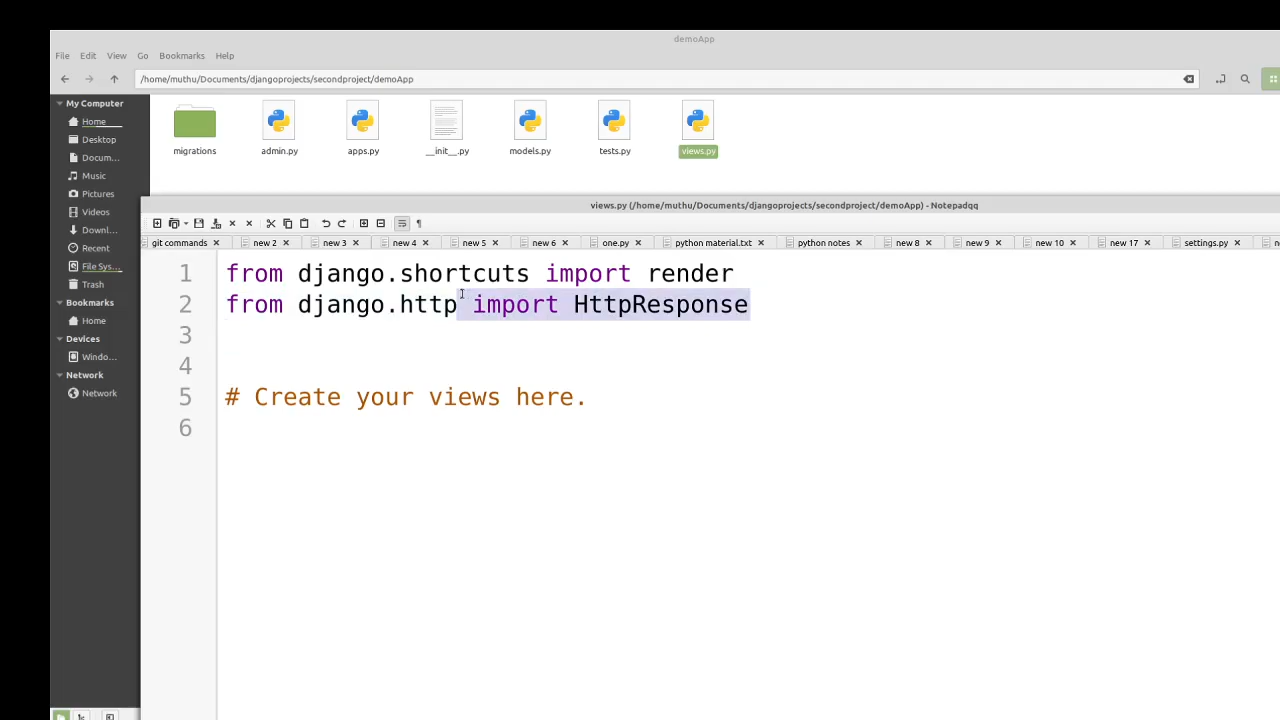 demoApp
File Edit View Go Bookmarks Help
/home/muthu/Documents/djangoprojects/secondproject/demoApp
My Computer
Home
Desktop
Docum...
Music
Pictures
Videos
Downl...
Recent
File Sys...
Trash
Bookmarks
Home
Devices
Windo...
Network
Network
migrations admin.py apps.py __init__.py models.py tests.py views.py
views.py (/home/muthu/Documents/djangoprojects/secondproject/demoApp) - Notepadqq
git commands new 2 new 3 new 4 new 5 new 6 one.py python material.txt python notes new 8 new 9 new 10 new 17 settings.py
1 from django.shortcuts import render
2 from django.http import HttpResponse
3
4
5 # Create your views here.
6